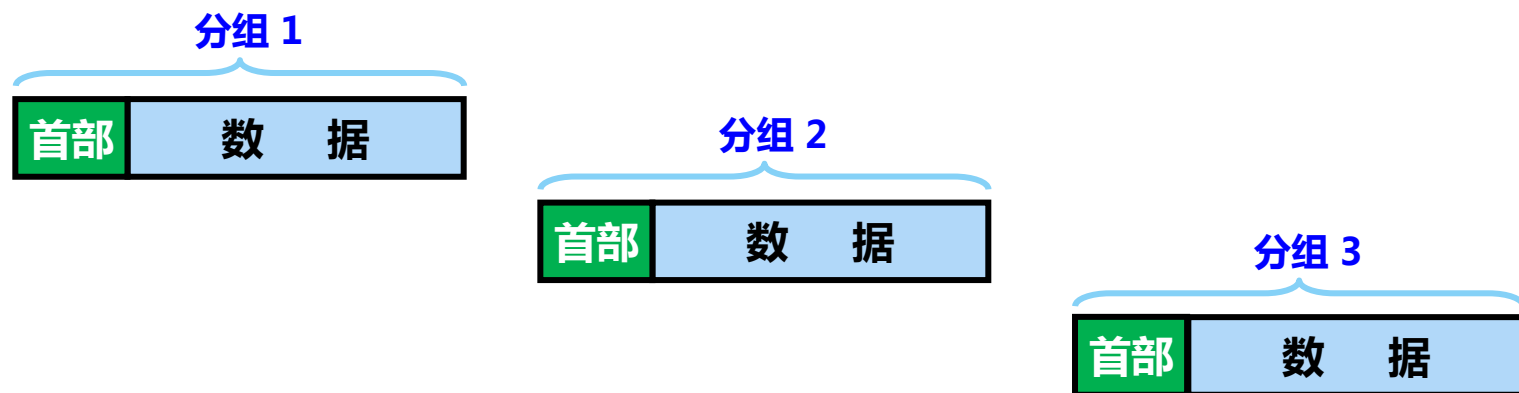 分组 1
首部 数 据
分组 2
首部 数 据
分组 3
首部 数 据